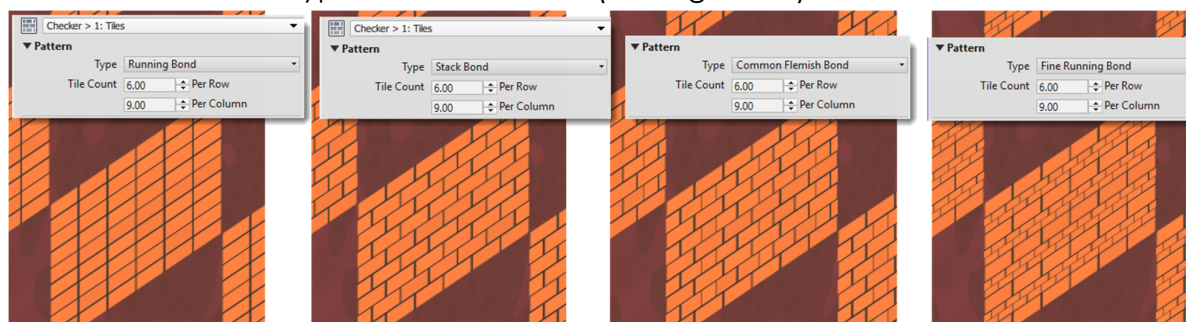 Checker > 1: Tiles
Pattern
Type Running Bond
Tile Count 6.00 Per Row
9.00 Per Column
Checker > 1: Tiles
Pattern
Type Stack Bond
Tile Count 6.00 Per Row
9.00 Per Column
Pattern
Type Common Flemish Bond
Tile Count 6.00 Per Row
9.00 Per Column
Pattern
Type Fine Running Bond
Tile Count 6.00 Per Row
9.00 Per Column